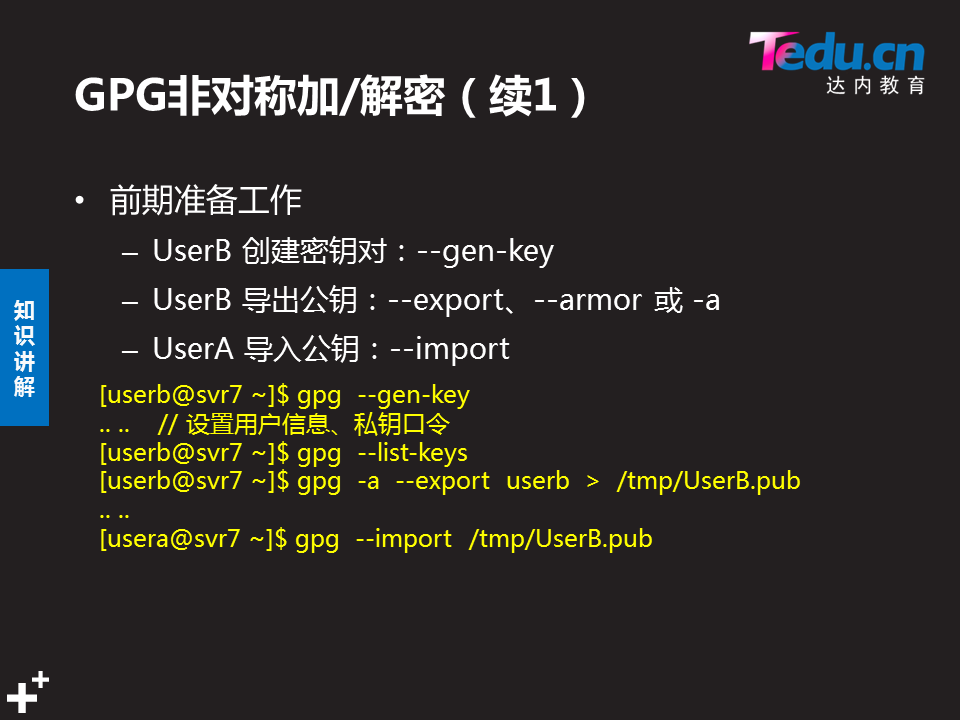 Tedu.cn
达内教育
GPG非对称加/解密（续1）
• 前期准备工作
– UserB 创建密钥对：--gen-key
– UserB 导出公钥：--export、--armor 或 -a
– UserA 导入公钥：--import
知识讲解
[userb@svr7 ~]$ gpg --gen-key
.. .. // 设置用户信息、私钥口令
[userb@svr7 ~]$ gpg --list-keys
[userb@svr7 ~]$ gpg -a --export userb > /tmp/UserB.pub
.. ..
[usera@svr7 ~]$ gpg --import /tmp/UserB.pub